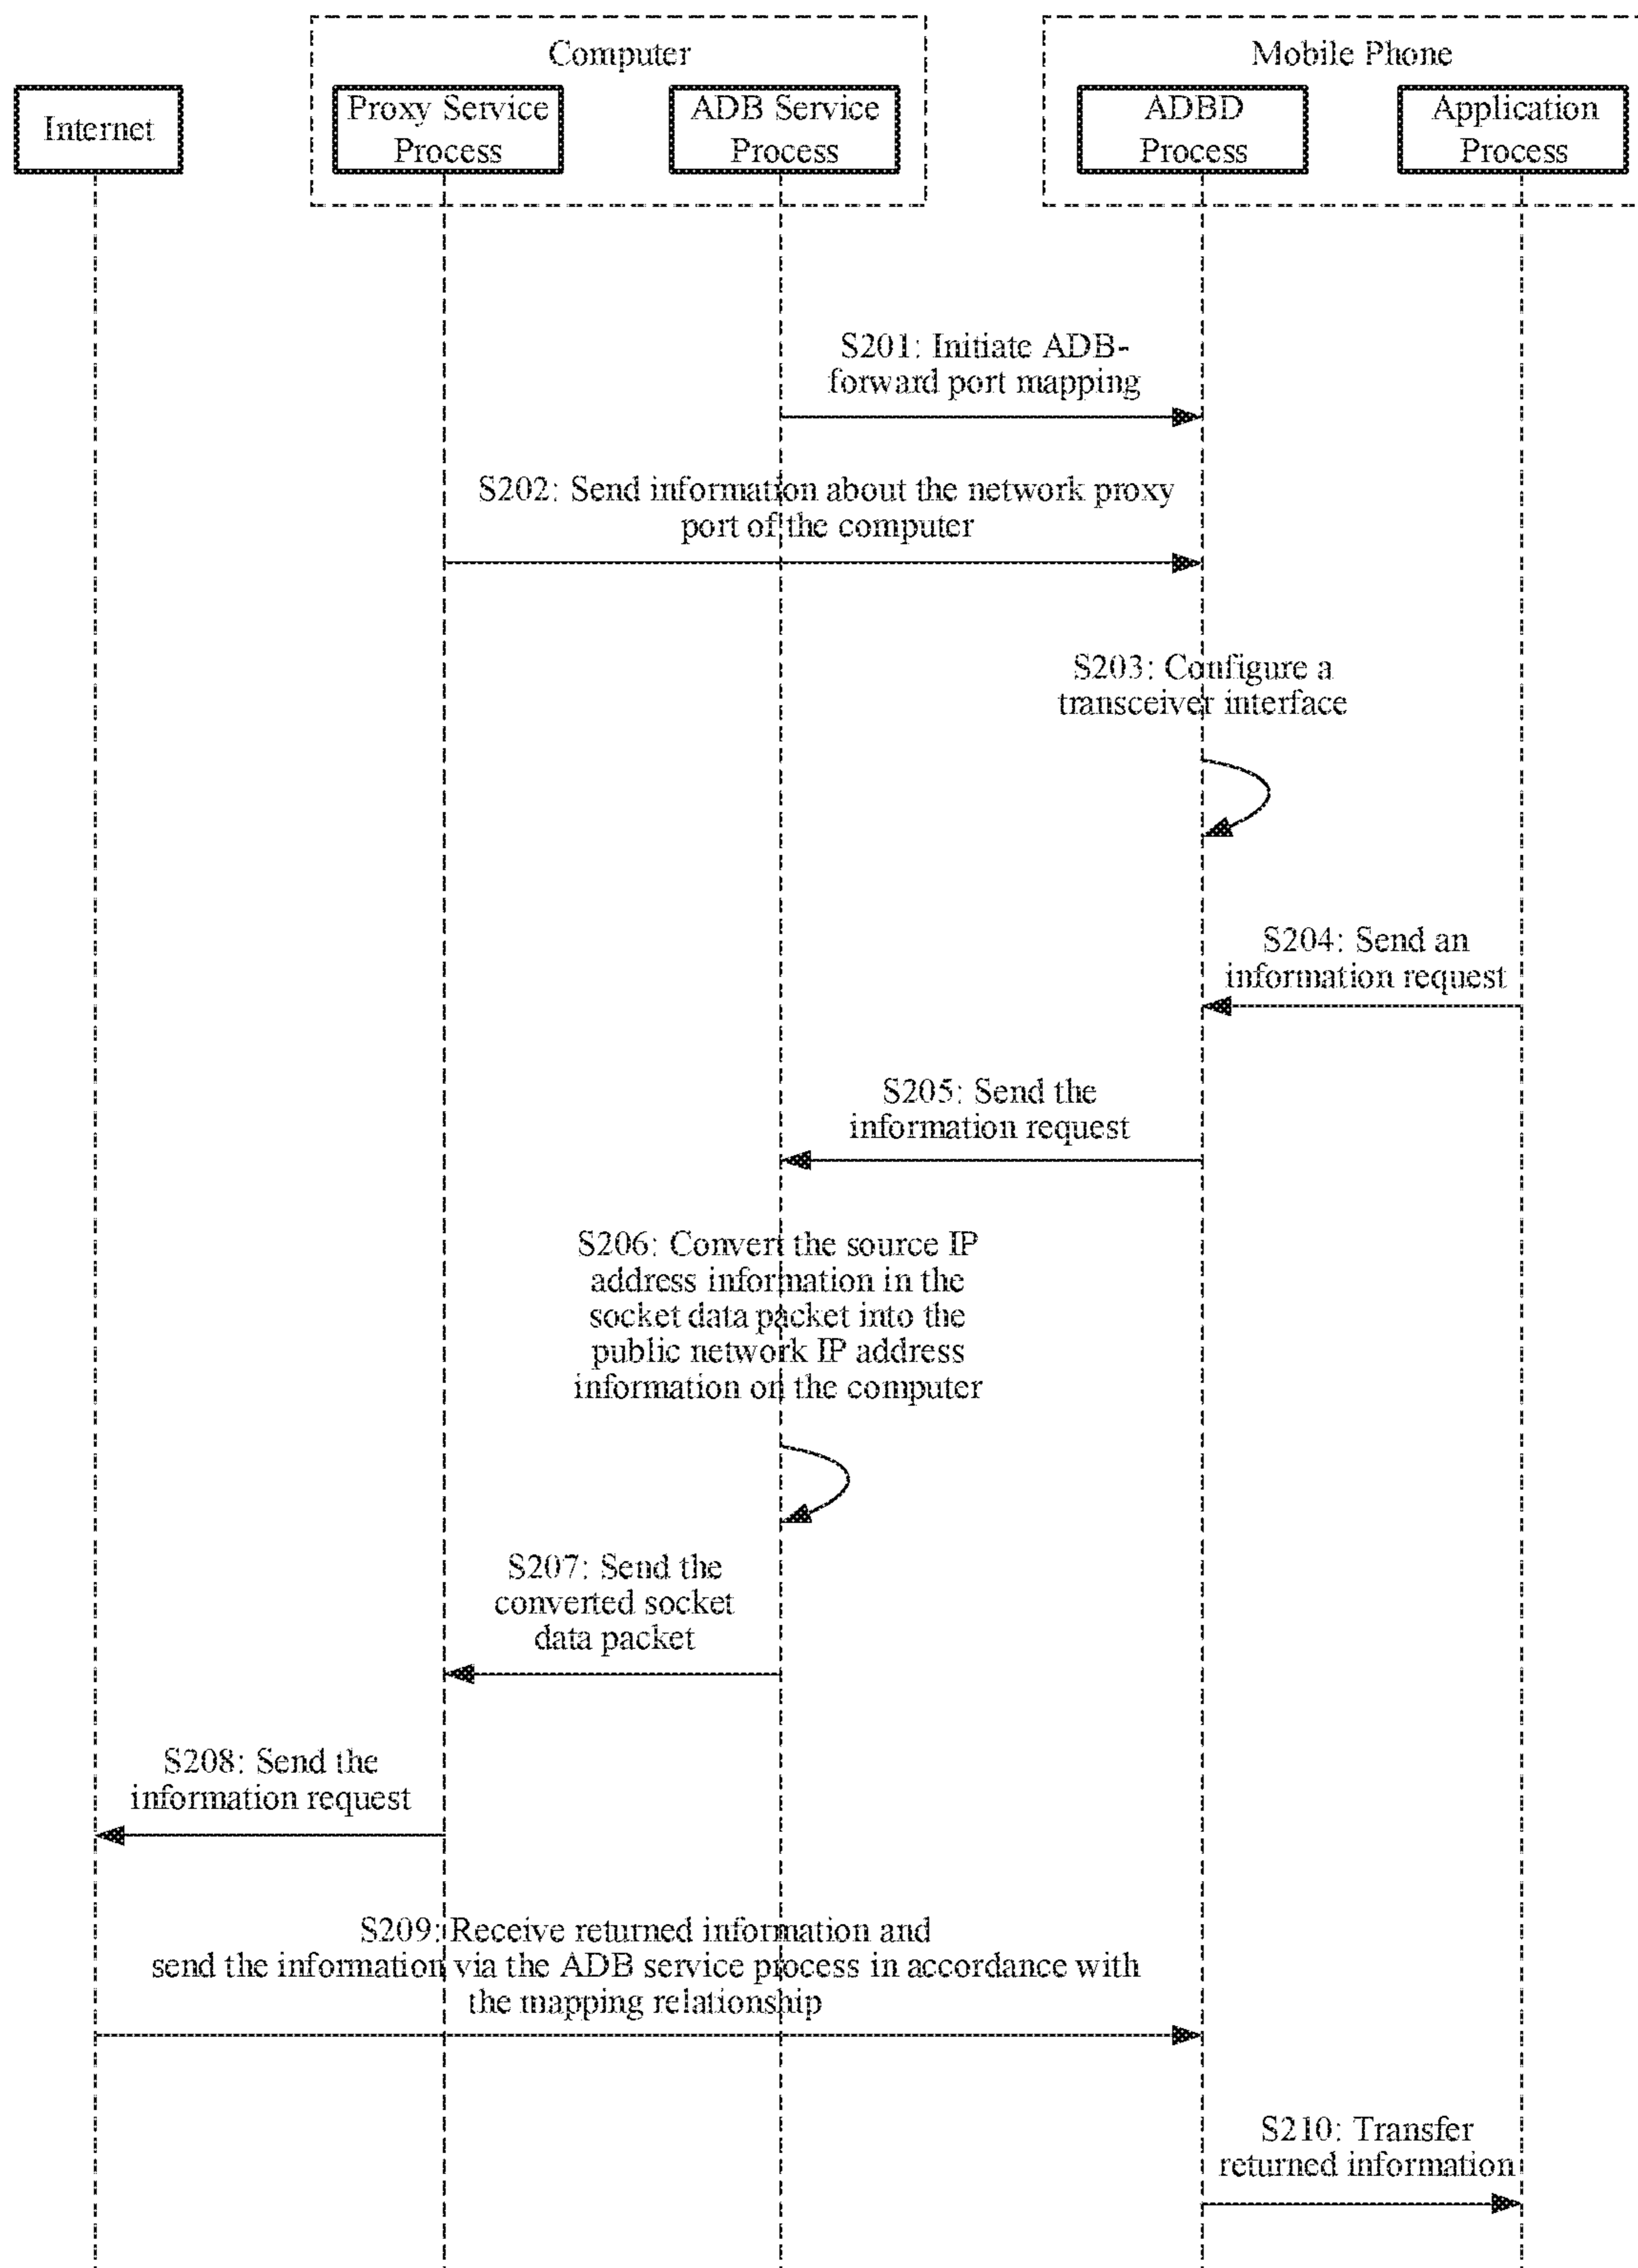 Computer
Mobile Phone
Internet
Proxy Service
Process
ADB Service
Process
ADBD
Process
Application
Process
S201: Initiate ADB-
forward port mapping
S202: Send information about the network proxy
port of the computer
S203: Configure a
transceiver interface
S204: Send an
information request
S205: Send the
information request
S206: Convert the source IP
address information in the
socket data packet into the
public network IP address
information on the computer
S207: Send the
converted socket
data packet
S208: Send the
information request
S209: Receive returned information and
send the information via the ADB service process in accordance with
the mapping relationship
S210: Transfer
returned information